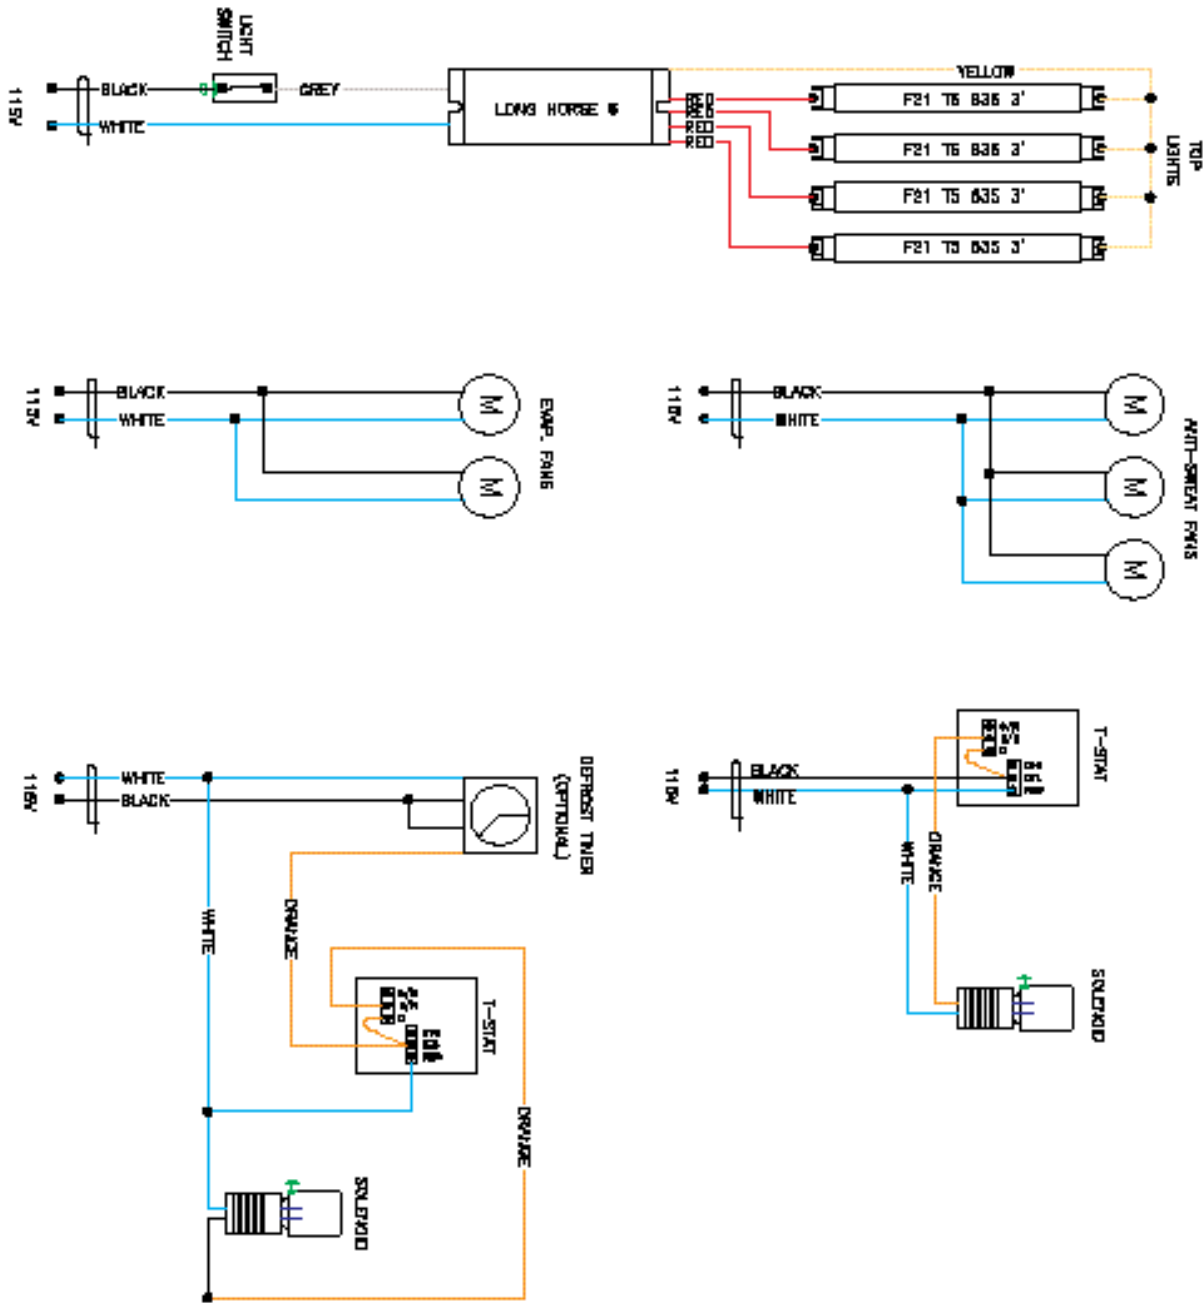 LIGHT
SWITCH
115V
BLACK
GREY
WHITE
LONG HORSE
YELLOW
RED
RED
RED
RED
F21 T5 835 3'
F21 T5 835 3'
F21 T5 835 3'
F21 T5 835 3'
TOP
LIGHTS
115V
BLACK
WHITE
M
M
EVAP. FANS
115V
BLACK
WHITE
M
M
M
ANTI-SWEAT FANS
115V
WHITE
BLACK
DEFROST TIMER
(OPTIONAL)
WHITE
ORANGE
T-STAT
ORANGE
SOLENOID
115V
BLACK
WHITE
T-STAT
WHITE
ORANGE
SOLENOID